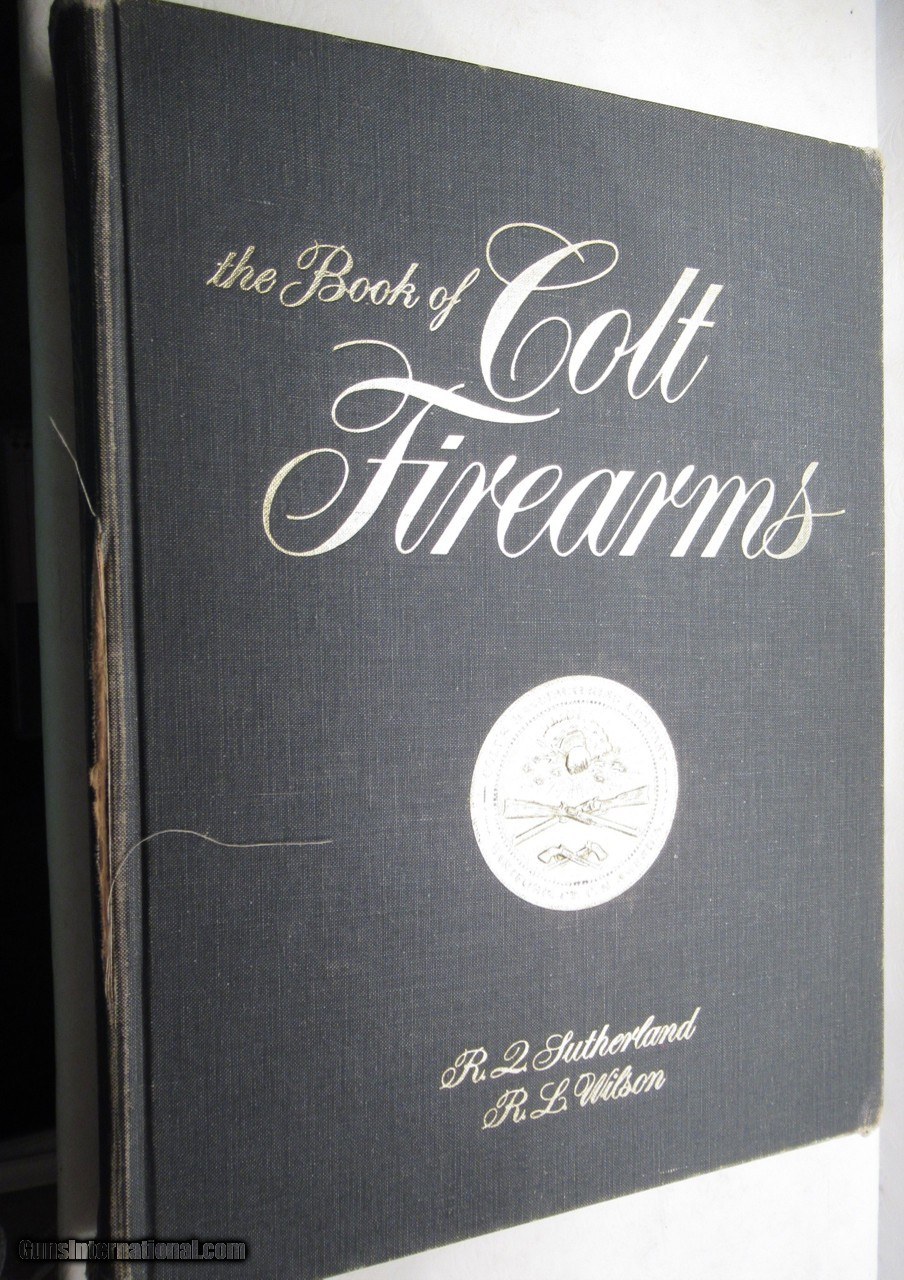 the Book of Colt
Firearms
R. Q. Sutherland
R. L. Wilson
GunsInternational.com